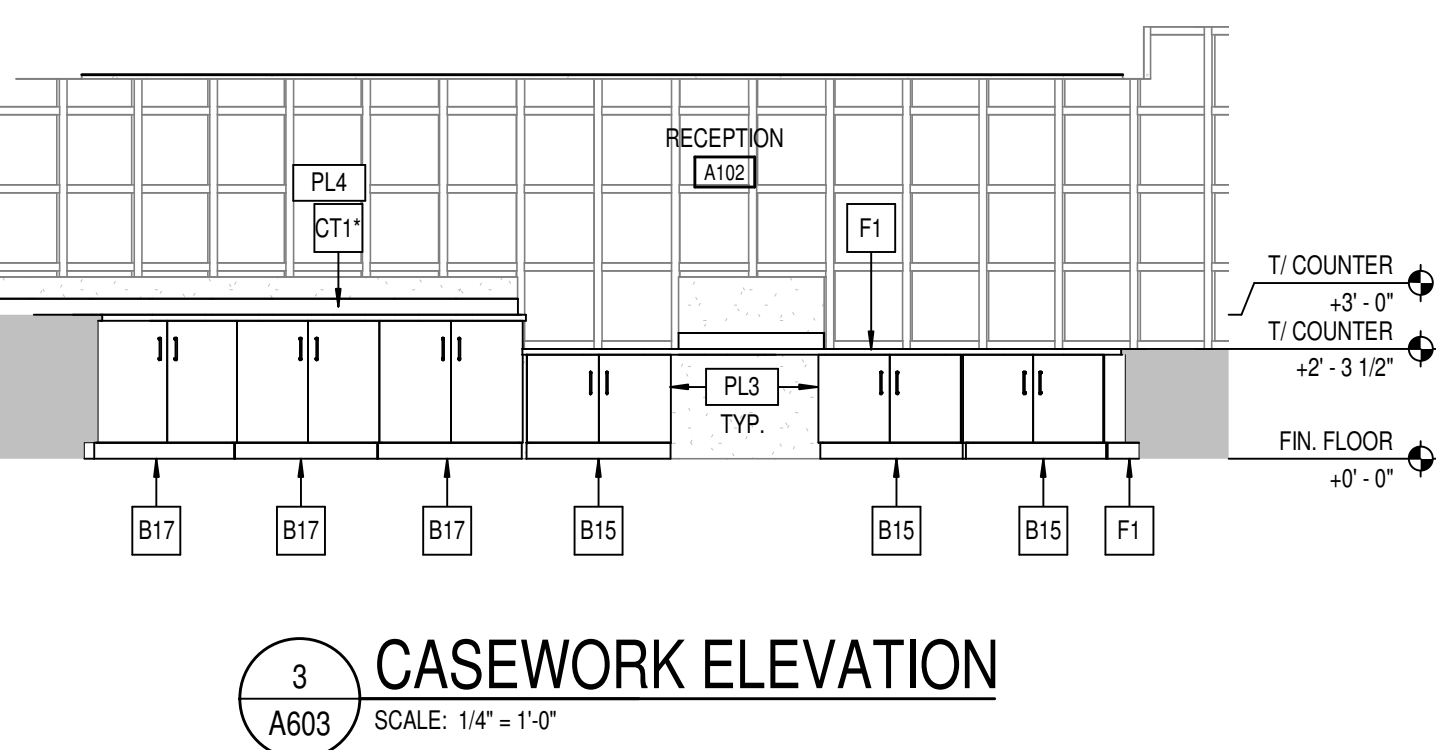 RECEPTION
A102
PL4
CT1*
F1
T/ COUNTER
+3' - 0"
T/ COUNTER
+2' - 3 1/2"
PL3
TYP.
FIN. FLOOR
+0' - 0"
B17
B17
B17
B15
B15
B15
F1
3
A603
CASEWORK ELEVATION
SCALE: 1/4" = 1'-0"